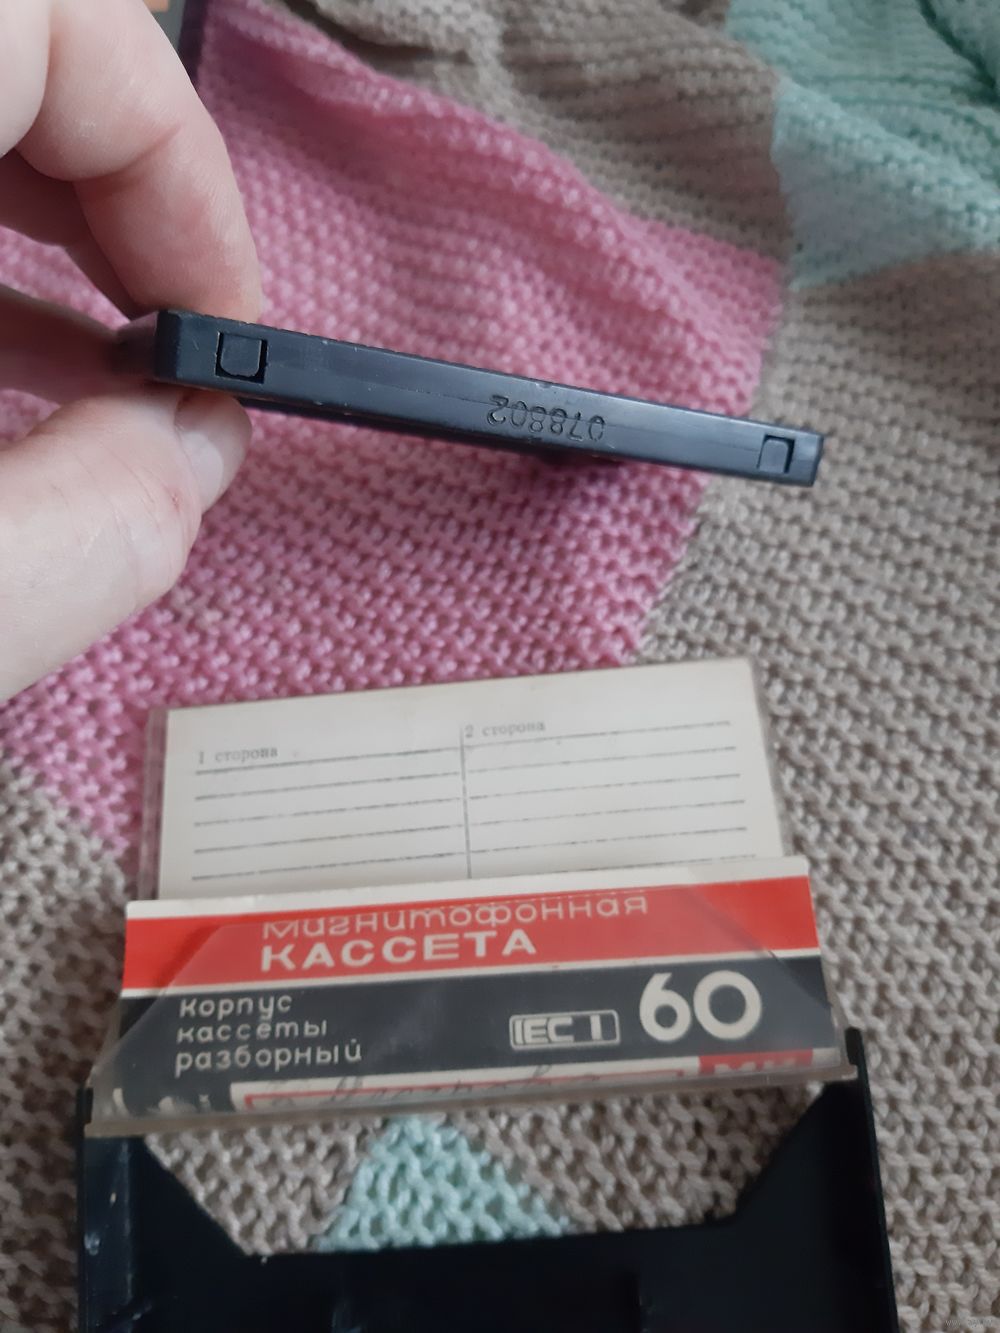 078802
1 сторона
2 сторона
Магнитофонная
КАССЕТА
корпус
кассеты
разборный
IEC I
60